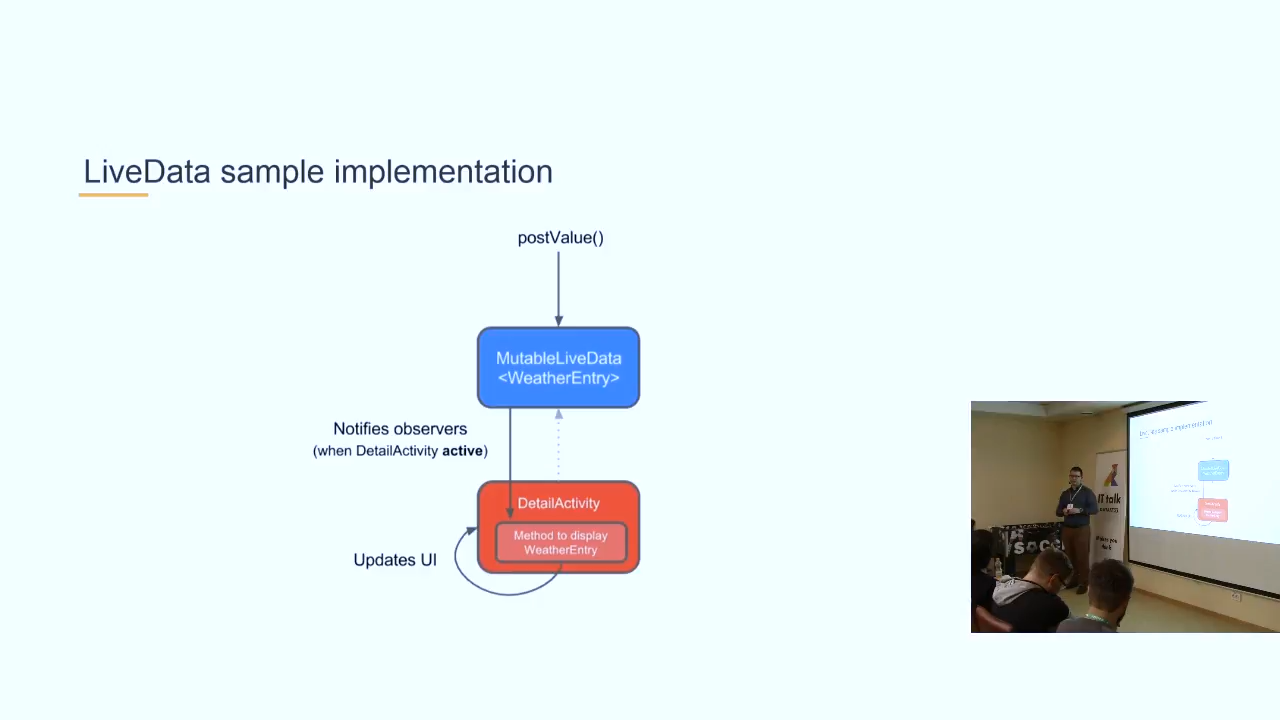 LiveData sample implementation
postValue()
MutableLiveData
<WeatherEntry>
Notifies observers
(when DetailActivity active)
DetailActivity
Method to display
WeatherEntry
Updates UI
IT talk